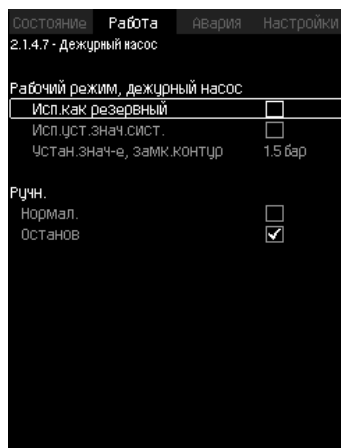 Состояние Работа Авария Настройки
2.1.4.7 - Дежурный насос
Рабочий режим, дежурный насос
Исп.как резервный
Исп.уст.знач.сист.
Устан.знач-е, замк.контур 1.5 бар
Ручн.
Нормал.
Останов